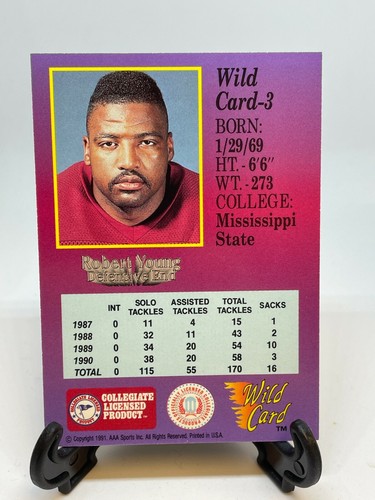 Wild
Card-3
BORN:
1/29/69
HT.-6'6"
WT.-273
COLLEGE:
Mississippi
State
Robert Young
Defensive End
INT SOLO TACKLES ASSISTED TACKLES TOTAL TACKLES SACKS
1987 0 11 4 15 1
1988 0 32 11 43 2
1989 0 34 20 54 10
1990 0 38 20 58 3
TOTAL 0 115 55 170 16
COLLEGIATE
LICENSED
PRODUCT™
Wild
Card
TM
© Copyright 1991. AAA Sports Inc. All Rights Reserved. Printed in U.S.A.